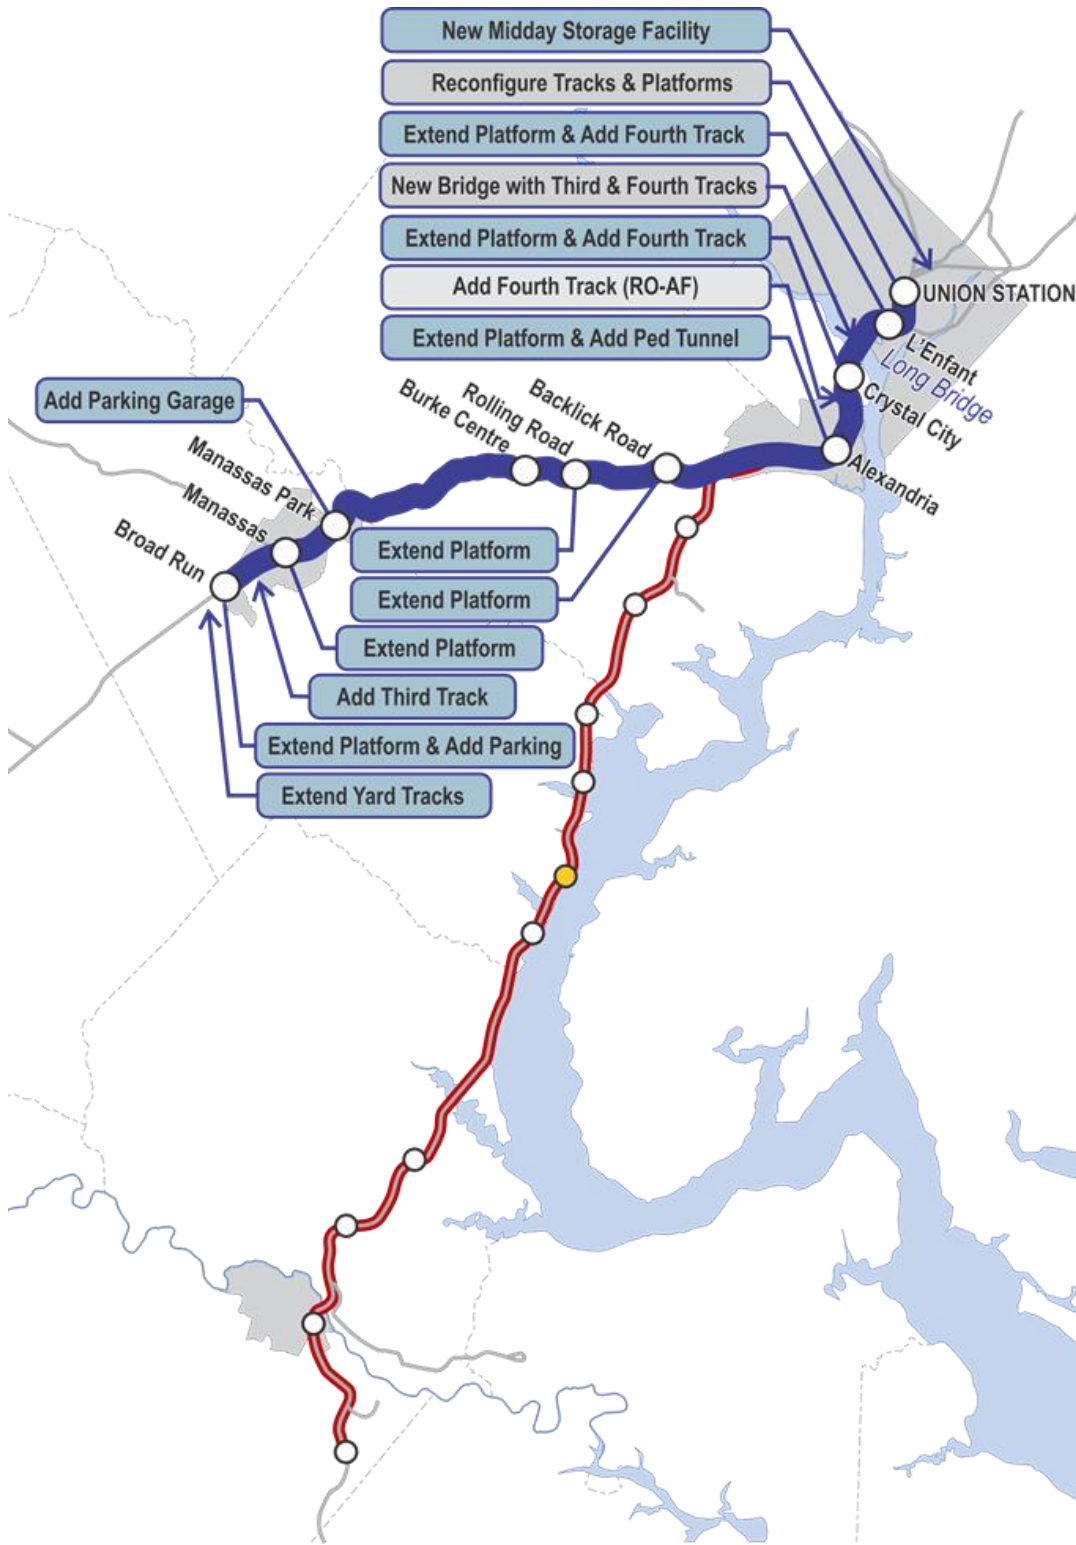 New Midday Storage Facility
Reconfigure Tracks & Platforms
Extend Platform & Add Fourth Track
New Bridge with Third & Fourth Tracks
Extend Platform & Add Fourth Track
Add Fourth Track (RO-AF)
Extend Platform & Add Ped Tunnel
UNION STATION
L'Enfant
Long Bridge
Crystal City
Alexandria
Backlick Road
Rolling Road
Burke Centre
Add Parking Garage
Manassas Park
Manassas
Broad Run
Extend Platform
Extend Platform
Extend Platform
Add Third Track
Extend Platform & Add Parking
Extend Yard Tracks